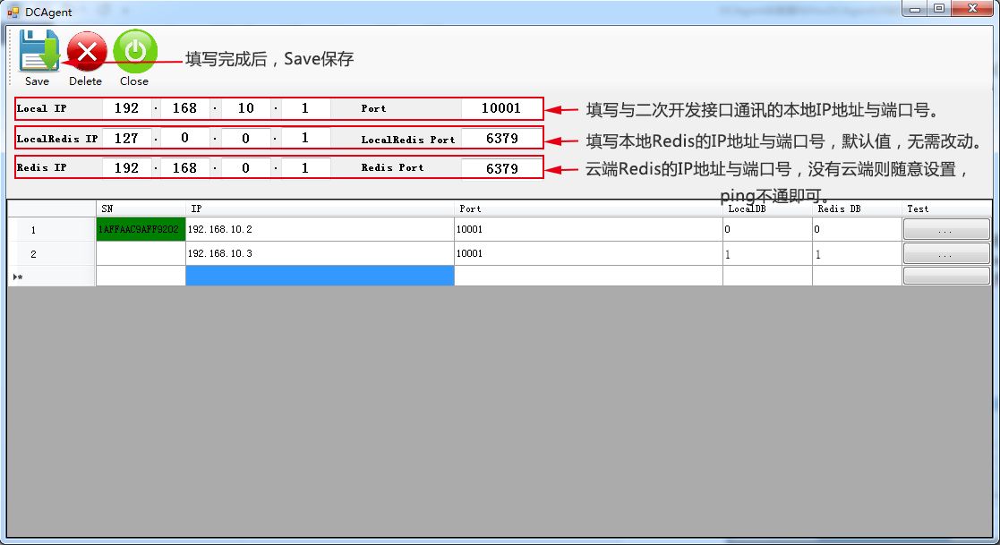 DCAgent
填写完成后，Save保存
Save Delete Close
Local IP 192 . 168 . 10 . 1 Port 10001
填写与二次开发接口通讯的本地IP地址与端口号。
LocalRedis IP 127 . 0 . 0 . 1 LocalRedis Port 6379
填写本地Redis的IP地址与端口号，默认值，无需改动。
Redis IP 192 . 168 . 0 . 1 Redis Port 6379
云端Redis的IP地址与端口号，没有云端则随意设置，
ping不通即可。
SN IP Port LocalDB Redis DB Test
1 1AFFAAC9AFF9202 192.168.10.2 10001 0 0 ...
2 192.168.10.3 10001 1 1 ...